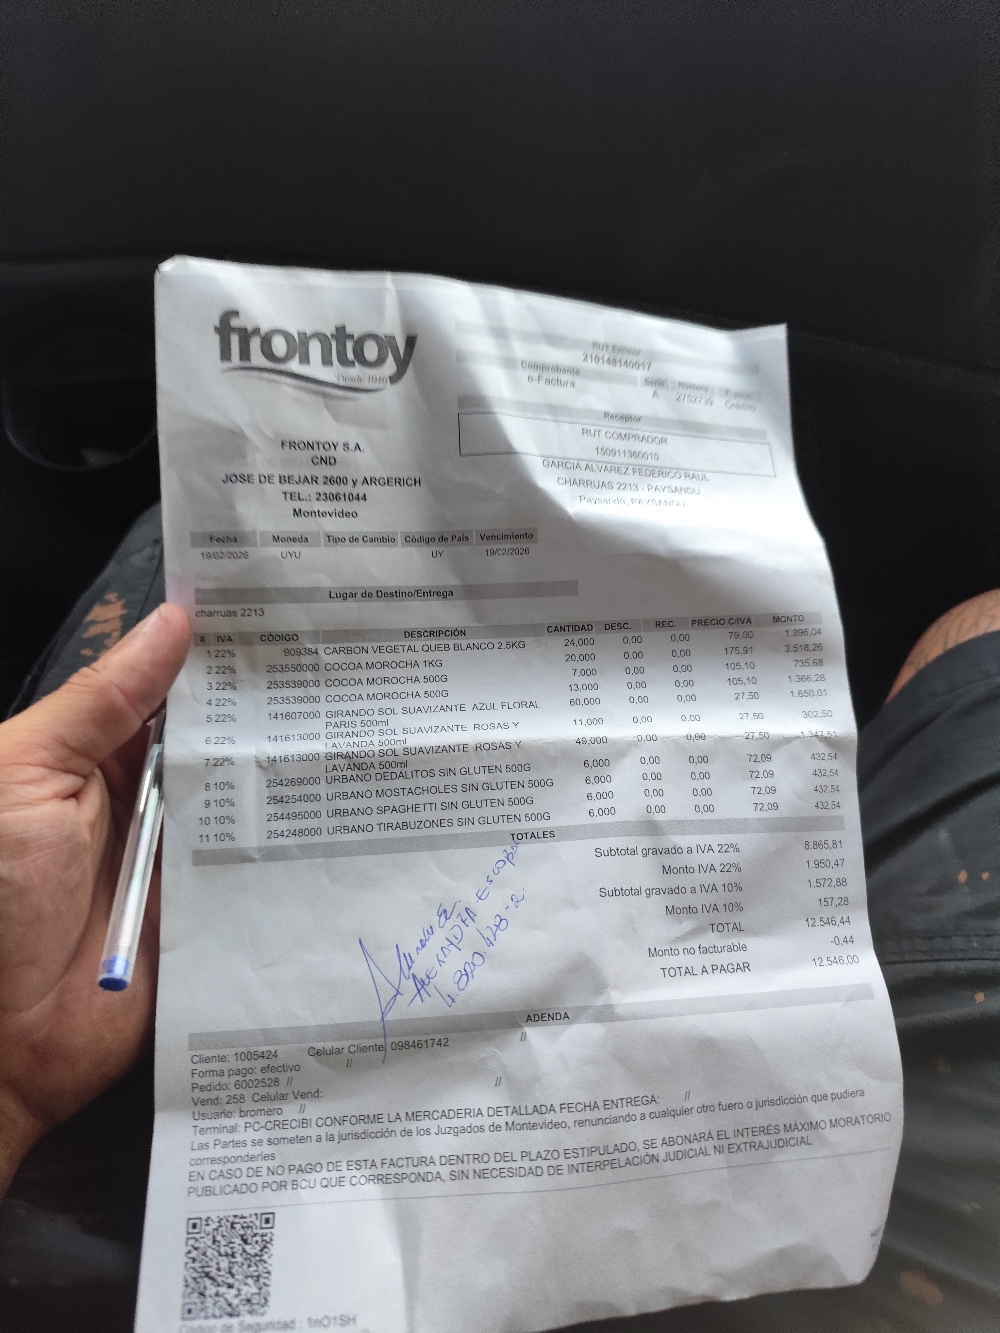 frontoy
Desde 1910
RUT Emisor
210148140017
Comprobante Serie Número F. pago
e-Factura A 2752739 Crédito
Receptor
RUT COMPRADOR
150911380010
GARCIA ALVAREZ FEDERICO RAUL
CHARRUAS 2213 - PAYSANDU
Paysandú, PAYSANDU
FRONTOY S.A.
CND
JOSE DE BEJAR 2600 y ARGERICH
TEL.: 23061044
Montevideo
Fecha Moneda Tipo de Cambio Código de País Vencimiento
19/02/2026 UYU UY 19/02/2026
Lugar de Destino/Entrega
charruas 2213
# IVA CÓDIGO DESCRIPCIÓN CANTIDAD DESC. REC. PRECIO C/IVA MONTO
1 22% 909384 CARBON VEGETAL QUEB BLANCO 2.5KG 24,000 0,00 0,00 79,00 1.896,04
2 22% 253550000 COCOA MOROCHA 1KG 20,000 0,00 0,00 175,91 3.518,26
3 22% 253539000 COCOA MOROCHA 500G 7,000 0,00 0,00 105,10 735,68
4 22% 253539000 COCOA MOROCHA 500G 13,000 0,00 0,00 105,10 1.366,28
5 22% 141607000 GIRANDO SOL SUAVIZANTE AZUL FLORAL 60,000 0,00 0,00 27,50 1.650,01
PARIS 500ml
6 22% 141613000 GIRANDO SOL SUAVIZANTE ROSAS Y 11,000 0,00 0,00 27,50 302,50
LAVANDA 500ml
7 22% 141613000 GIRANDO SOL SUAVIZANTE ROSAS Y 49,000 0,00 0,00 27,50 1.347,51
LAVANDA 500ml
8 10% 254269000 URBANO DEDALITOS SIN GLUTEN 500G 6,000 0,00 0,00 72,09 432,54
9 10% 254254000 URBANO MOSTACHOLES SIN GLUTEN 500G 6,000 0,00 0,00 72,09 432,54
10 10% 254495000 URBANO SPAGHETTI SIN GLUTEN 500G 6,000 0,00 0,00 72,09 432,54
11 10% 254248000 URBANO TIRABUZONES SIN GLUTEN 500G 6,000 0,00 0,00 72,09 432,54
TOTALES
Subtotal gravado a IVA 22% 8.865,81
Monto IVA 22% 1.950,47
Subtotal gravado a IVA 10% 1.572,88
Monto IVA 10% 157,28
TOTAL 12.546,44
Monto no facturable -0,44
TOTAL A PAGAR 12.546,00
ADENDA
Cliente: 1005424 Celular Cliente: 098461742 //
Forma pago: efectivo //
Pedido: 6002528 //
Vend: 258 Celular Vend: //
Usuario: bromero //
Terminal: PC-CRECIBI CONFORME LA MERCADERIA DETALLADA FECHA ENTREGA: //
Las Partes se someten a la jurisdicción de los Juzgados de Montevideo, renunciando a cualquier otro fuero o jurisdicción que pudiera
corresponderles
EN CASO DE NO PAGO DE ESTA FACTURA DENTRO DEL PLAZO ESTIPULADO, SE ABONARÁ EL INTERÉS MÁXIMO MORATORIO
PUBLICADO POR BCU QUE CORRESPONDA, SIN NECESIDAD DE INTERPELACIÓN JUDICIAL NI EXTRAJUDICIAL
Código de Seguridad : 1nO1SH